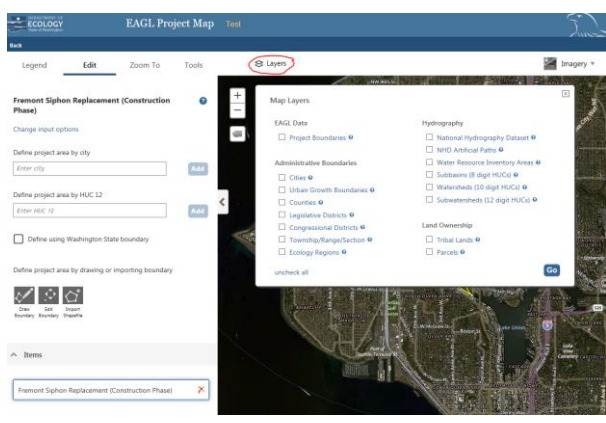 DEPARTMENT OF
ECOLOGY
State of Washington
EAGL Project Map
Test
Back
Legend
Edit
Zoom To
Tools
Layers
Imagery
Fremont Siphon Replacement (Construction
Phase)
Change input options
Define project area by city
Enter city
Add
Define project area by HUC 12
Enter HUC 12
Add
Define using Washington State boundary
Define project area by drawing or importing boundary
Draw
Boundary
Edit
Boundary
Import
Shapefile
Items
Fremont Siphon Replacement (Construction Phase)
Map Layers
EAGL Data
Project Boundaries
Administrative Boundaries
Cities
Urban Growth Boundaries
Counties
Legislative Districts
Congressional Districts
Township/Range/Section
Ecology Regions
uncheck all
Hydrography
National Hydrography Dataset
NHD Artificial Paths
Water Resource Inventory Areas
Subbasins (8 digit HUCs)
Watersheds (10 digit HUCs)
Subwatersheds (12 digit HUCs)
Land Ownership
Tribal Lands
Parcels
Go
Lake Union
Lake
View
Cemetery